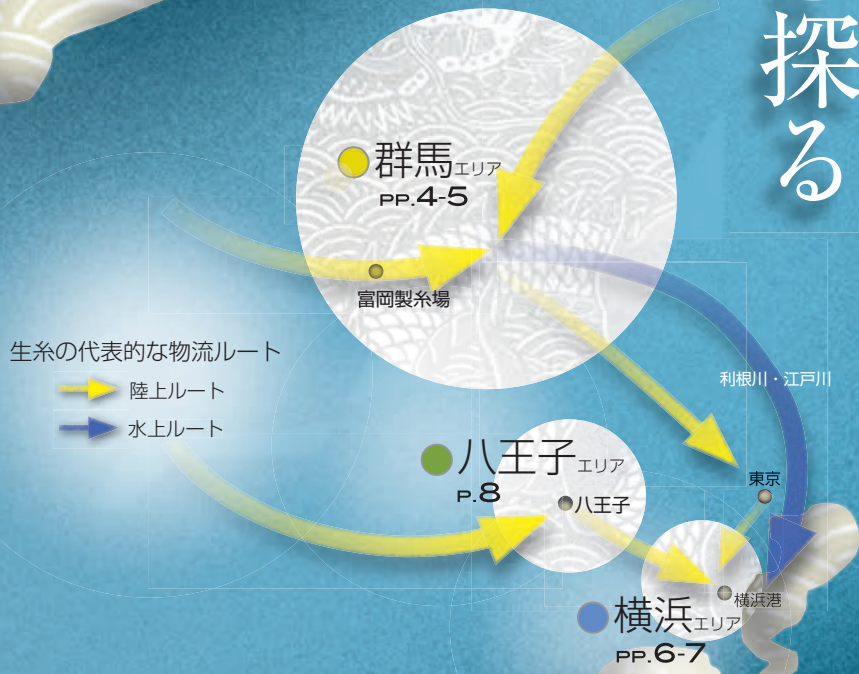 探る
群馬エリア
PP.4-5
富岡製糸場
生糸の代表的な物流ルート
陸上ルート
水上ルート
利根川・江戸川
八王子エリア
P.8
八王子
東京
横浜港
横浜エリア
PP.6-7